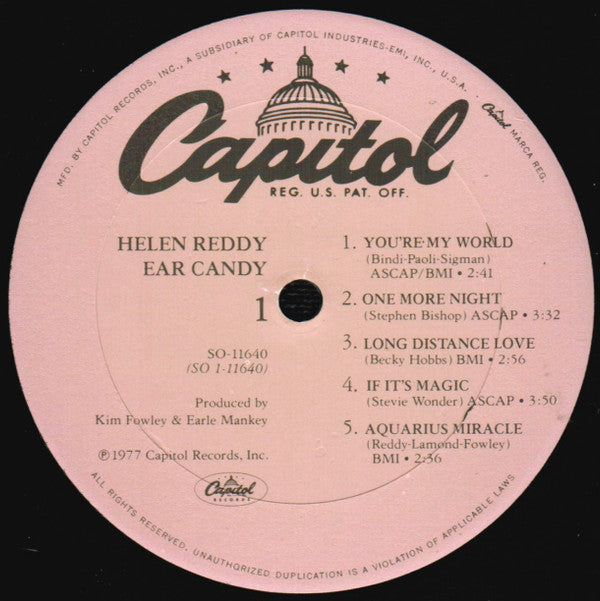 MFD. BY CAPITOL RECORDS, INC., A SUBSIDIARY OF CAPITOL INDUSTRIES-EMI, INC., U.S.A.
Capitol MARCA REG.
Capitol
REG. U.S. PAT. OFF.
HELEN REDDY
EAR CANDY
1
SO-11640
(SO 1-11640)
Produced by
Kim Fowley & Earle Mankey
℗1977 Capitol Records, Inc.
Capitol
RECORDS
1. YOU'RE MY WORLD
(Bindi-Paoli-Sigman)
ASCAP/BMI • 2:41
2. ONE MORE NIGHT
(Stephen Bishop) ASCAP • 3:32
3. LONG DISTANCE LOVE
(Becky Hobbs) BMI • 2:56
4. IF IT'S MAGIC
(Stevie Wonder) ASCAP • 3:50
5. AQUARIUS MIRACLE
(Reddy-Lamond-Fowley)
BMI • 2:36
ALL RIGHTS RESERVED. UNAUTHORIZED DUPLICATION IS A VIOLATION OF APPLICABLE LAWS